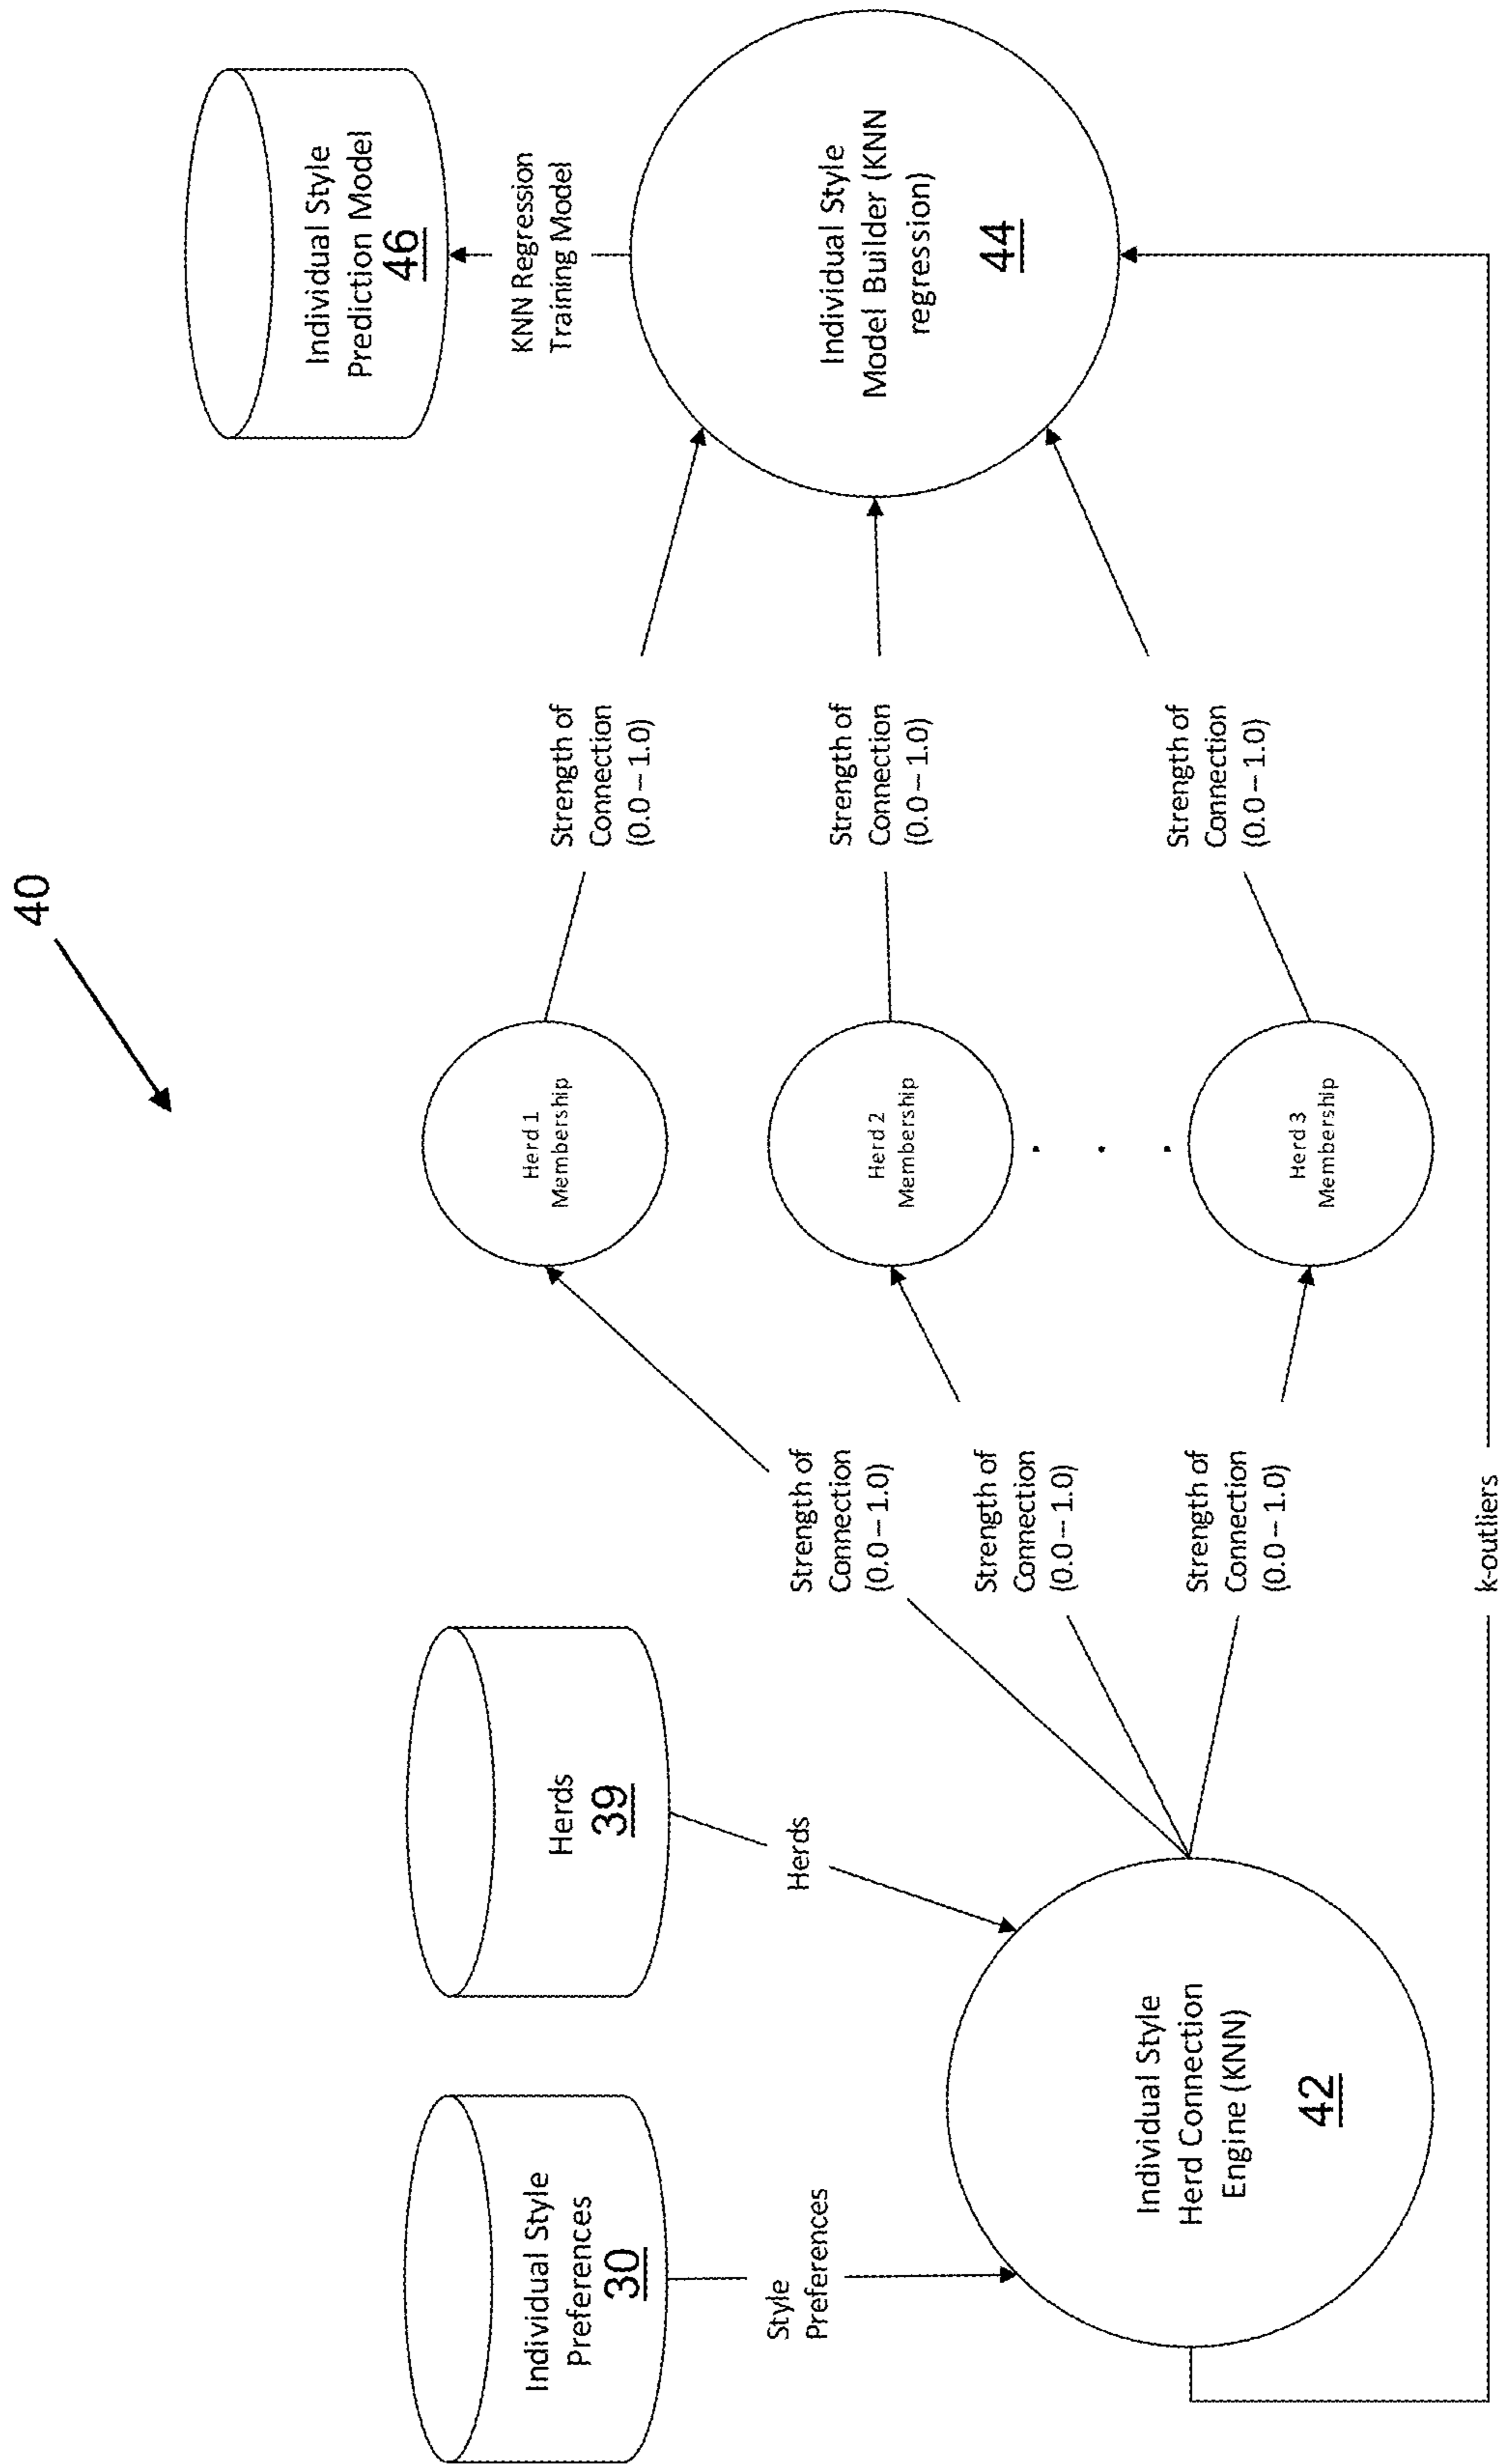 40
Individual Style
Preferences
30
Herds
39
Individual Style
Prediction Model
46
Style
Preferences
Herds
KNN Regression
Training Model
Individual Style
Herd Connection
Engine (KNN)
42
Strength of
Connection
(0.0 – 1.0)
Strength of
Connection
(0.0 – 1.0)
Strength of
Connection
(0.0 – 1.0)
Herd 1
Membership
Herd 2
Membership
. . .
Herd 3
Membership
Strength of
Connection
(0.0 – 1.0)
Strength of
Connection
(0.0 – 1.0)
Strength of
Connection
(0.0 – 1.0)
Individual Style
Model Builder (KNN
regression)
44
k-outliers